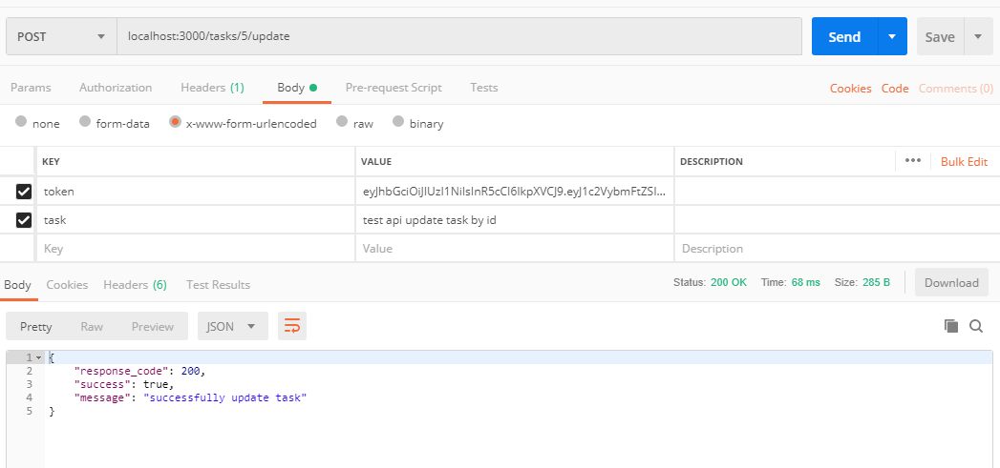 POST localhost:3000/tasks/5/update Send Save
Params Authorization Headers (1) Body Pre-request Script Tests Cookies Code Comments (0)
none form-data x-www-form-urlencoded raw binary
KEY VALUE DESCRIPTION ••• Bulk Edit
token eyJhbGciOiJIUzI1NiIsInR5cCI6IkpXVCJ9.eyJ1c2VybmFtZSI...
task test api update task by id
Key Value Description
Body Cookies Headers (6) Test Results Status: 200 OK Time: 68 ms Size: 285 B Download
Pretty Raw Preview JSON
1 {
2 "response_code": 200,
3 "success": true,
4 "message": "successfully update task"
5 }